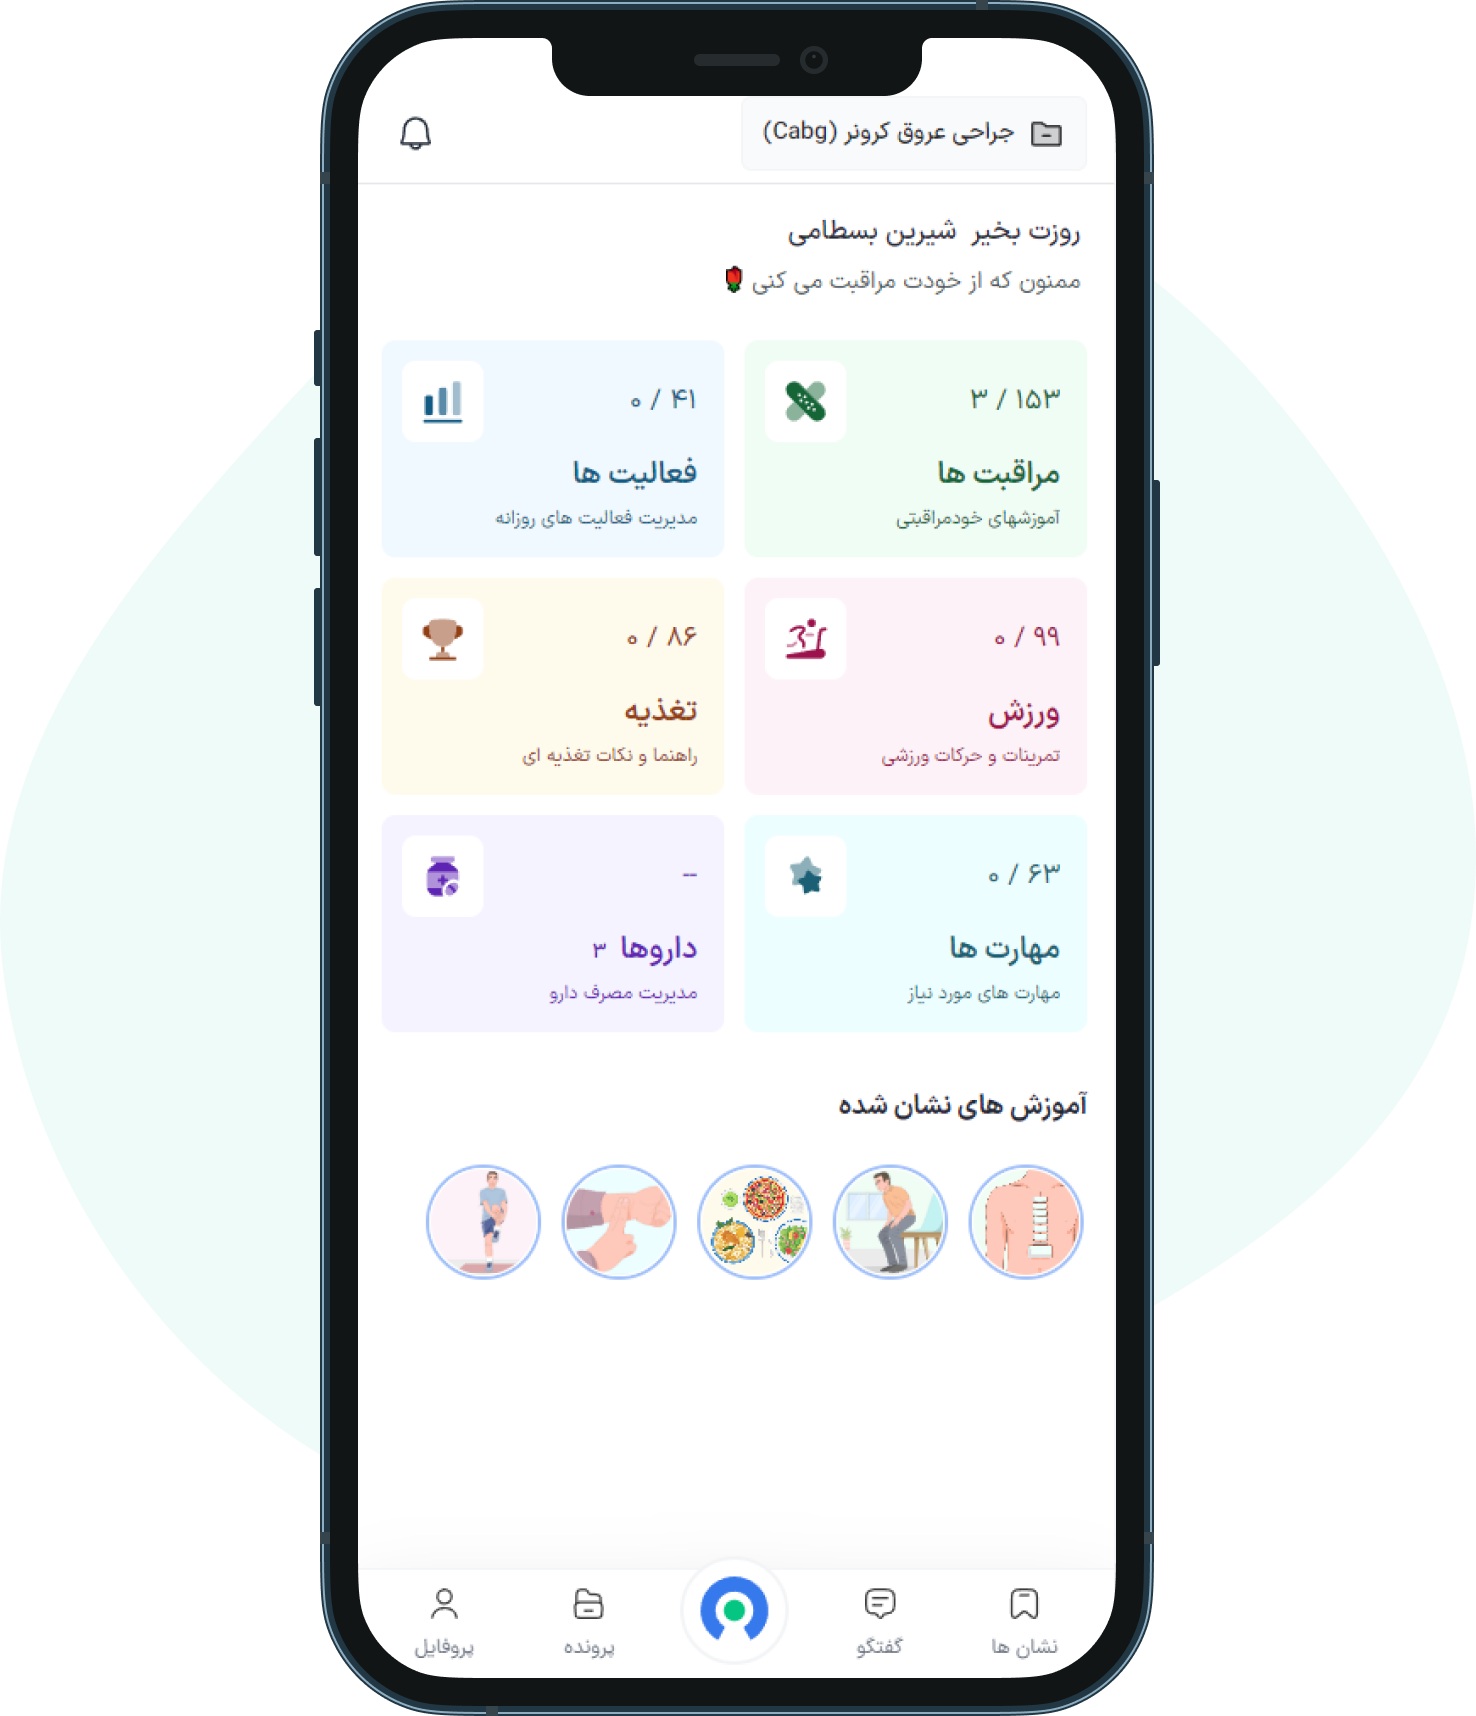 جراحی عروق کرونر (Cabg)
روزت بخیر شیرین بسطامی
ممنون که از خودت مراقبت می کنی 🌹
۳ / ۱۵۳
مراقبت ها
آموزشهای خودمراقبتی
۰ / ۴۱
فعالیت ها
مدیریت فعالیت های روزانه
۰ / ۹۹
ورزش
تمرینات و حرکات ورزشی
۰ / ۸۶
تغذیه
راهنما و نکات تغذیه ای
۰ / ۶۳
مهارت ها
مهارت های مورد نیاز
--
داروها ۳
مدیریت مصرف دارو
آموزش های نشان شده
نشان ها
گفتگو
پرونده
پروفایل